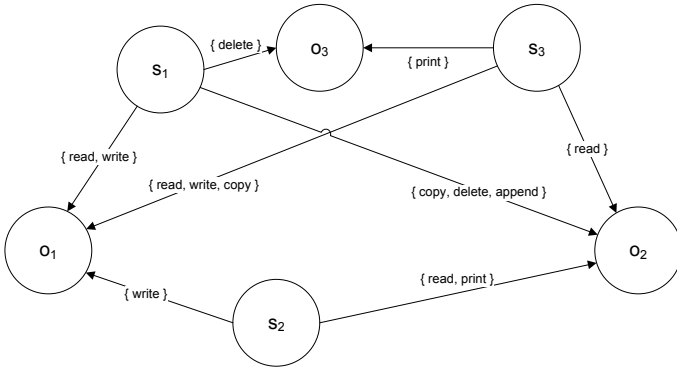 { delete }
s₁
o₃
s₃
{ print }
{ read, write }
{ read }
{ read, write, copy }
{ copy, delete, append }
o₁
o₂
{ read, print }
{ write }
s₂